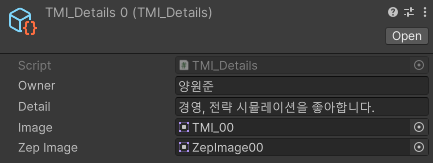 TMI_Details 0 (TMI_Details)
Open
Script TMI_Details
Owner 양원준
Detail 경영, 전략 시뮬레이션을 좋아합니다.
Image TMI_00
Zep Image ZepImage00